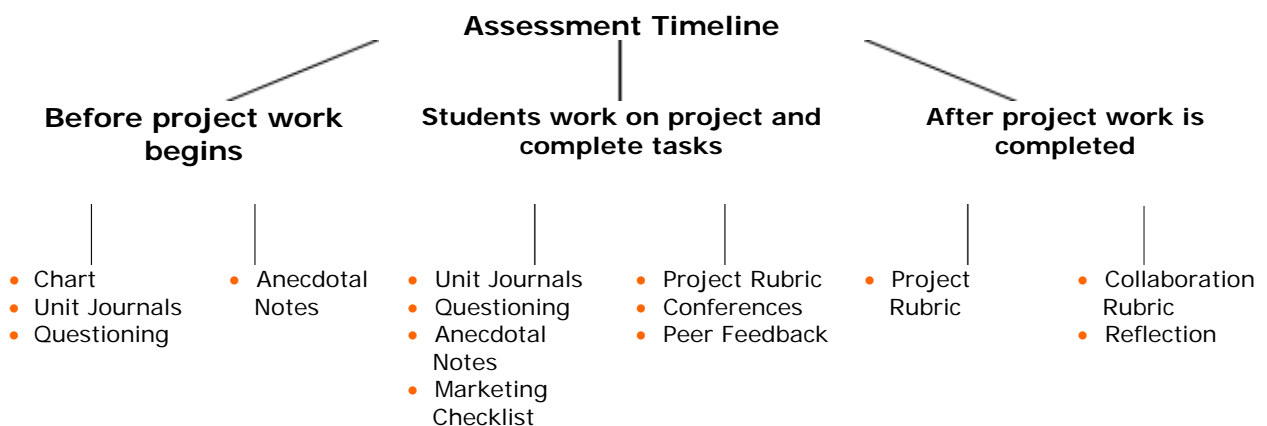 Assessment Timeline
Before project work
begins
Students work on project and
complete tasks
After project work is
completed
• Chart
• Unit Journals
• Questioning
• Anecdotal
Notes
• Unit Journals
• Questioning
• Anecdotal
Notes
• Marketing
Checklist
• Project Rubric
• Conferences
• Peer Feedback
• Project
Rubric
• Collaboration
Rubric
• Reflection